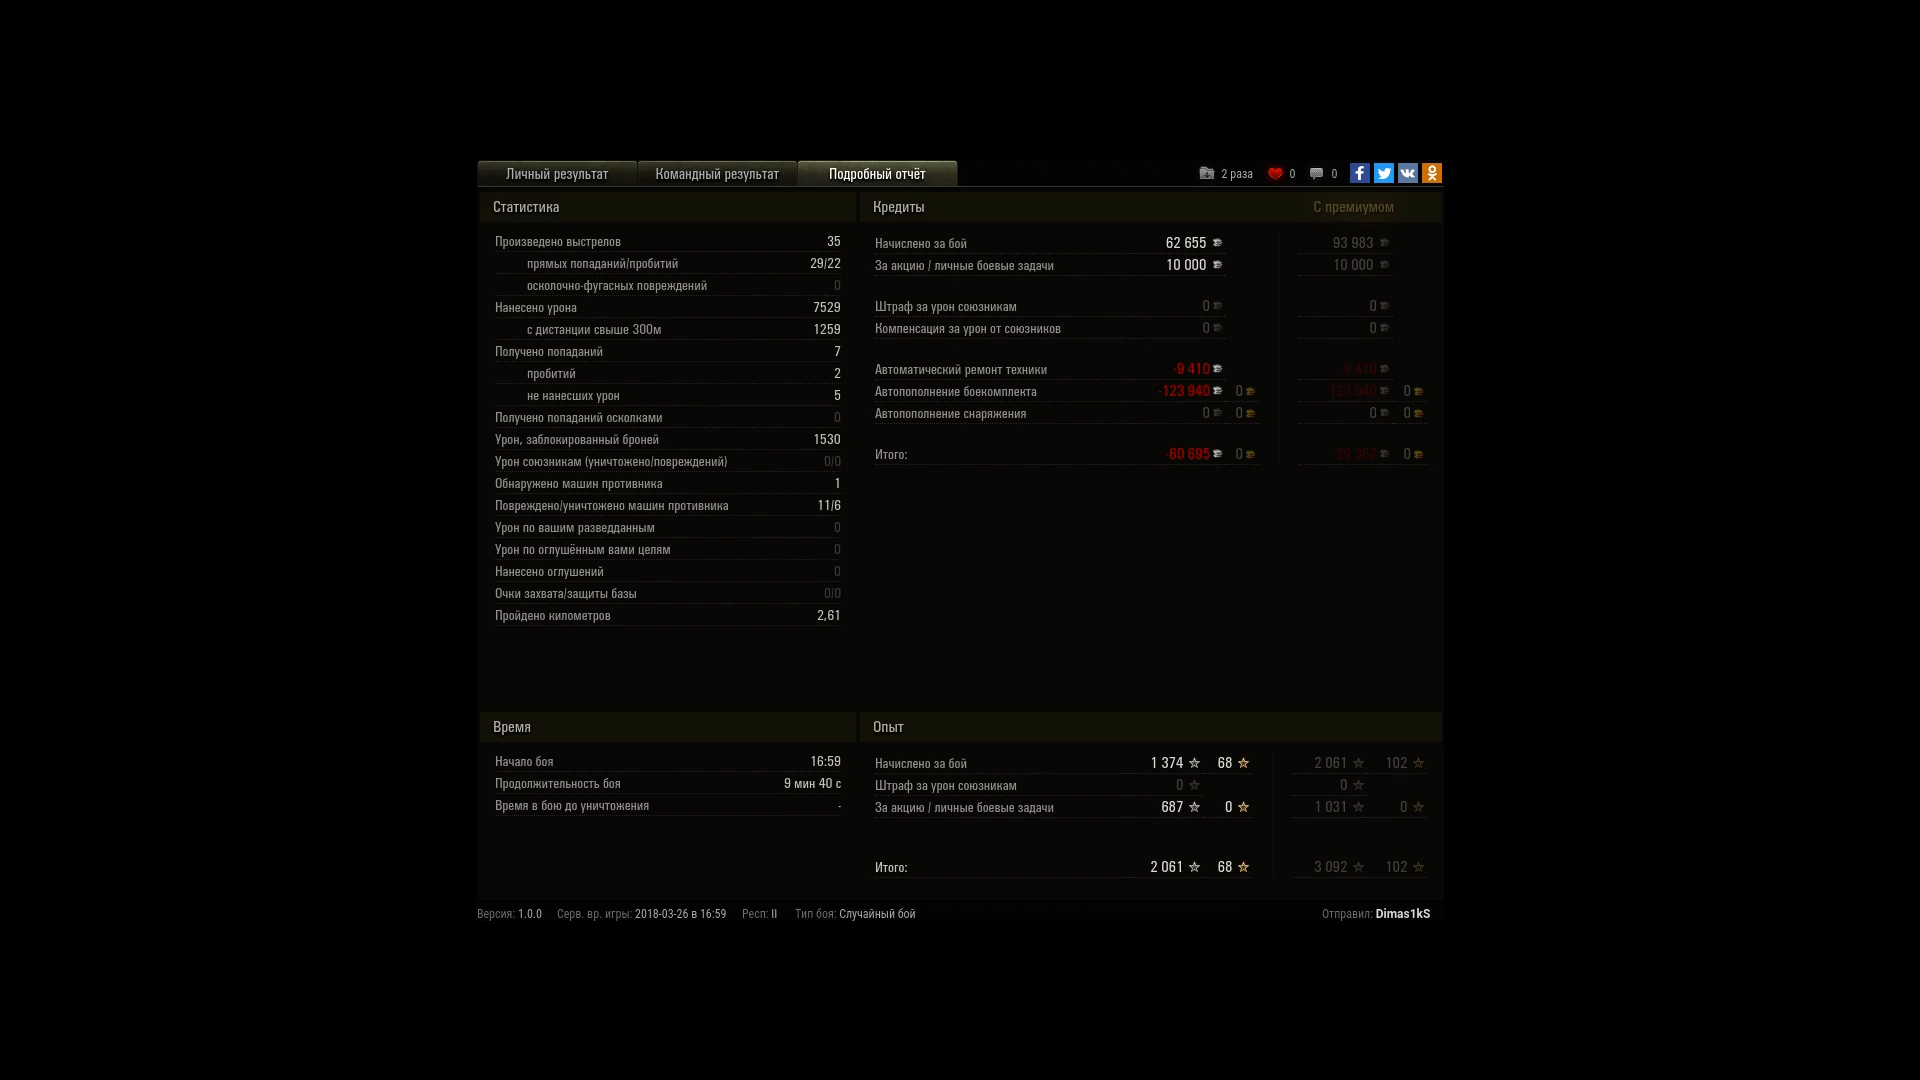 Личный результат Командный результат Подробный отчёт 2 раза 0 0
Статистика
Произведено выстрелов 35
прямых попаданий/пробитий 29/22
осколочно-фугасных повреждений 0
Нанесено урона 7529
с дистанции свыше 300м 1259
Получено попаданий 7
пробитий 2
не нанесших урон 5
Получено попаданий осколками 0
Урон, заблокированный броней 1530
Урон союзникам (уничтожено/повреждений) 0/0
Обнаружено машин противника 1
Повреждено/уничтожено машин противника 11/6
Урон по вашим разведданным 0
Урон по оглушённым вами целям 0
Нанесено оглушений 0
Очки захвата/защиты базы 0/0
Пройдено километров 2,61
Кредиты С премиумом
Начислено за бой 62 655 93 983
За акцию / личные боевые задачи 10 000 10 000
Штраф за урон союзникам 0 0
Компенсация за урон от союзников 0 0
Автоматический ремонт техники -9 410 -9 410
Автопополнение боекомплекта -123 940 0 -123 940 0
Автопополнение снаряжения 0 0 0 0
Итого: -60 695 0 -29 367 0
Время
Начало боя 16:59
Продолжительность боя 9 мин 40 с
Время в бою до уничтожения -
Опыт
Начислено за бой 1 374 68 2 061 102
Штраф за урон союзникам 0 0
За акцию / личные боевые задачи 687 0 1 031 0
Итого: 2 061 68 3 092 102
Версия: 1.0.0 Серв. вр. игры: 2018-03-26 в 16:59 Респ: II Тип боя: Случайный бой Отправил: Dimas1kS